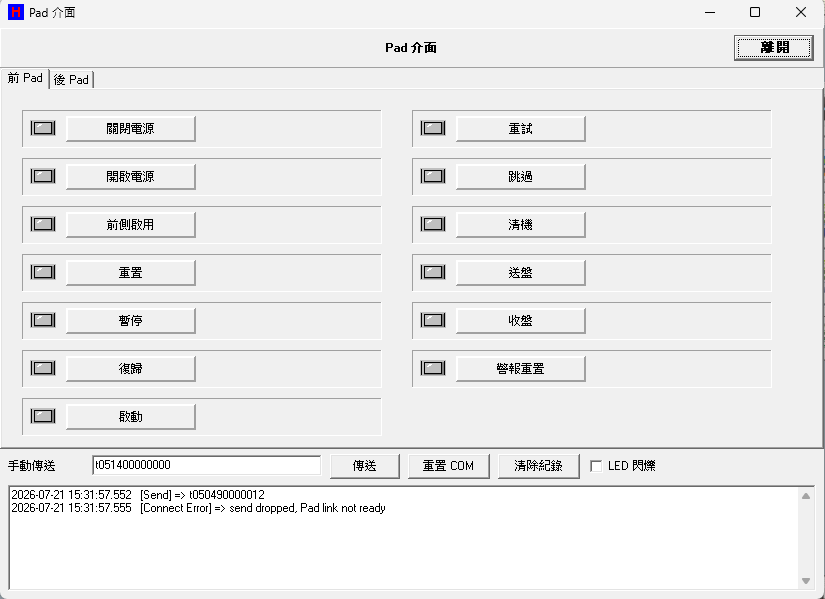 Pad 介面
Pad 介面
離開
前 Pad 後 Pad
關閉電源
重試
開啟電源
跳過
前側啟用
清機
重置
送盤
暫停
收盤
復歸
警報重置
啟動
手動傳送 t051400000000 傳送 重置 COM 清除紀錄 LED 閃爍
2026-07-21 15:31:57.552 [Send] => t050490000012
2026-07-21 15:31:57.555 [Connect Error] => send dropped, Pad link not ready